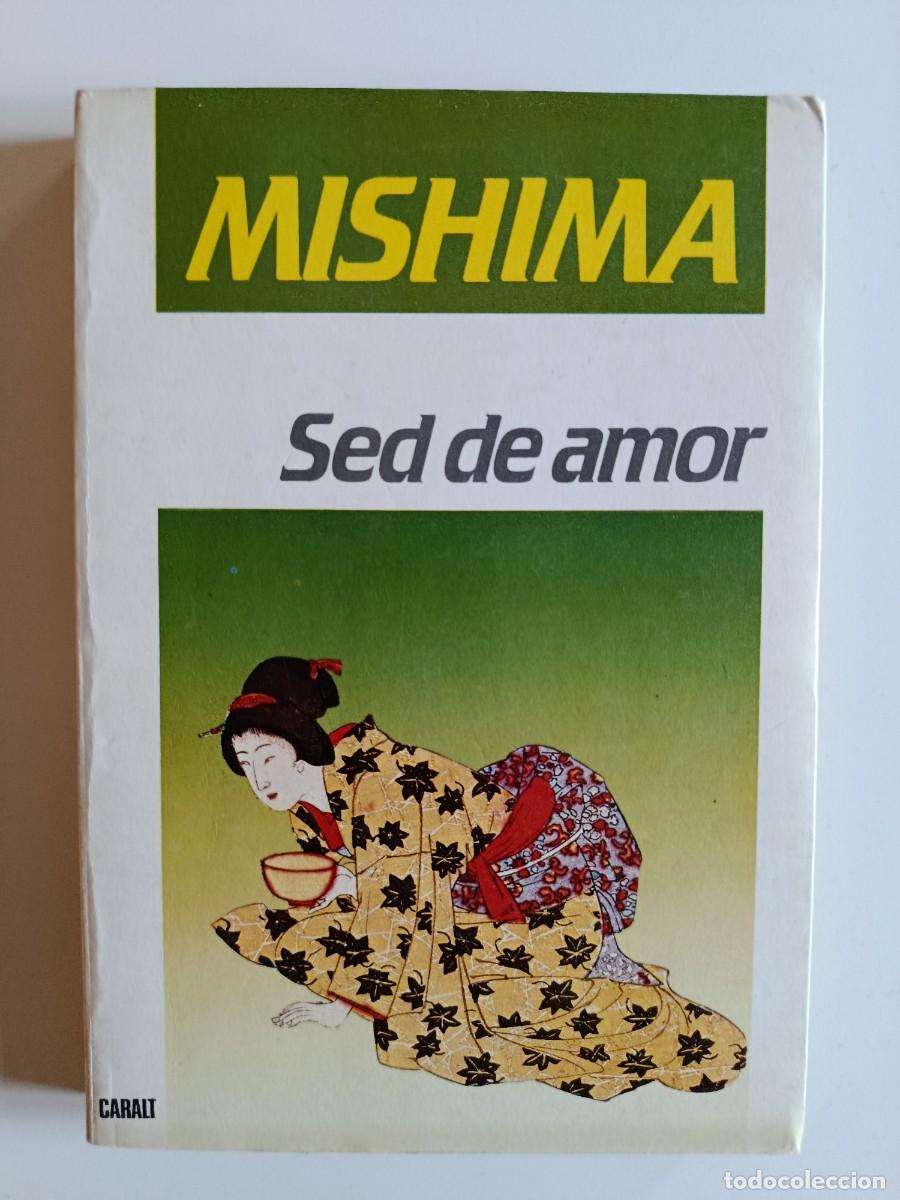 MISHIMA
Sed de amor
CARALT
todocoleccion